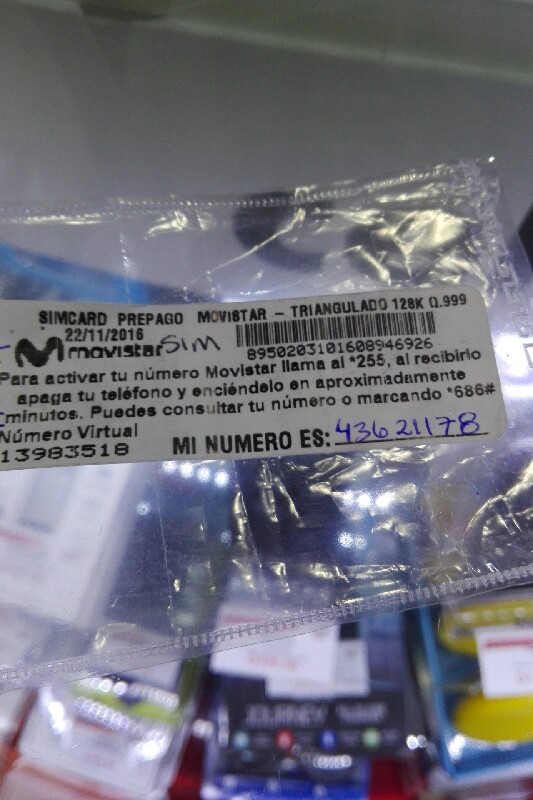 SIMCARD PREPAGO MOVISTAR - TRIANGULADO 128K Q.999
22/11/2016
movistar SIM
8950203101608946926
Para activar tu número Movistar llama al *255, al recibirlo
apaga tu teléfono y enciéndelo en aproximadamente
minutos. Puedes consultar tu número o marcando *686#
Número Virtual
13983518
MI NUMERO ES: 43621178
JOURNEY